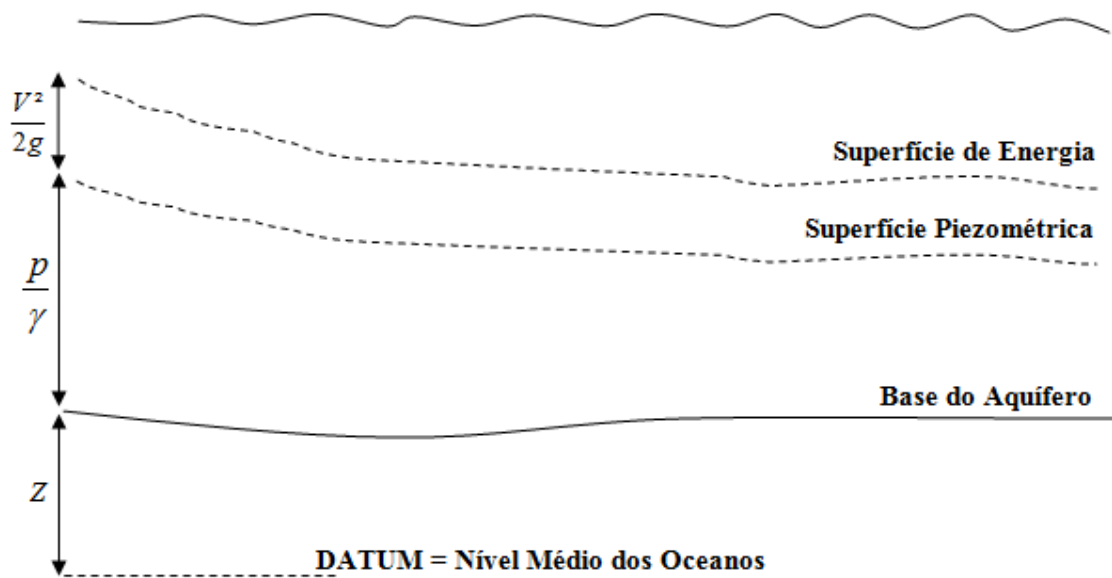 V²
2g
Superfície de Energia
Superfície Piezométrica
p
γ
Base do Aquífero
z
DATUM = Nível Médio dos Oceanos